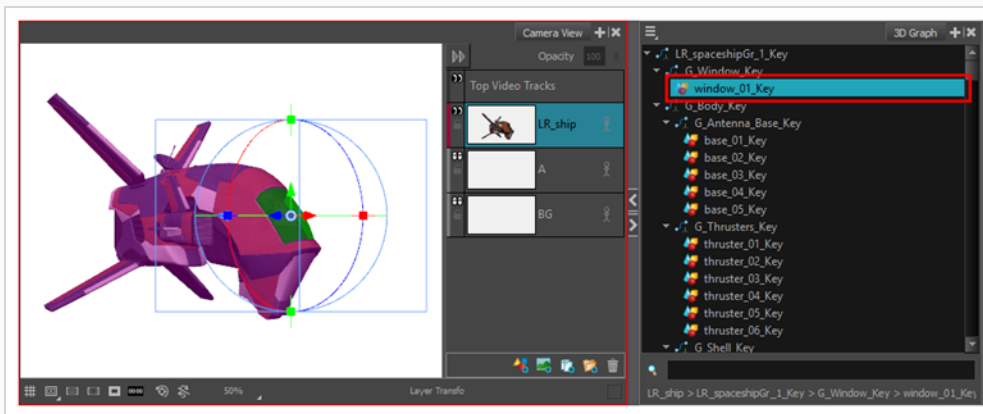 Camera View
Opacity 100
Top Video Tracks
LR_ship
A
BG
50%
Layer Transfo
3D Graph
LR_spaceshipGr_1_Key
G_Window_Key
window_01_Key
G_Body_Key
G_Antenna_Base_Key
base_01_Key
base_02_Key
base_03_Key
base_04_Key
base_05_Key
G_Thrusters_Key
thruster_01_Key
thruster_02_Key
thruster_03_Key
thruster_04_Key
thruster_05_Key
thruster_06_Key
G_Shell_Key
LR_ship > LR_spaceshipGr_1_Key > G_Window_Key > window_01_Key